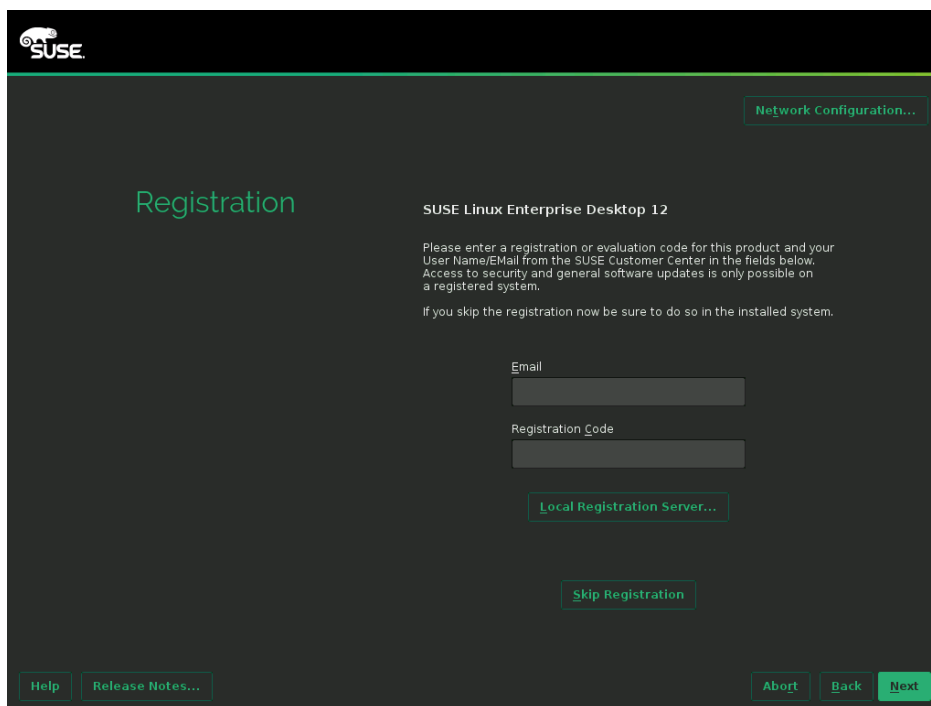 SUSE.
Network Configuration...
Registration
SUSE Linux Enterprise Desktop 12
Please enter a registration or evaluation code for this product and your
User Name/EMail from the SUSE Customer Center in the fields below.
Access to security and general software updates is only possible on
a registered system.
If you skip the registration now be sure to do so in the installed system.
Email
Registration Code
Local Registration Server...
Skip Registration
Help Release Notes... Abort Back Next